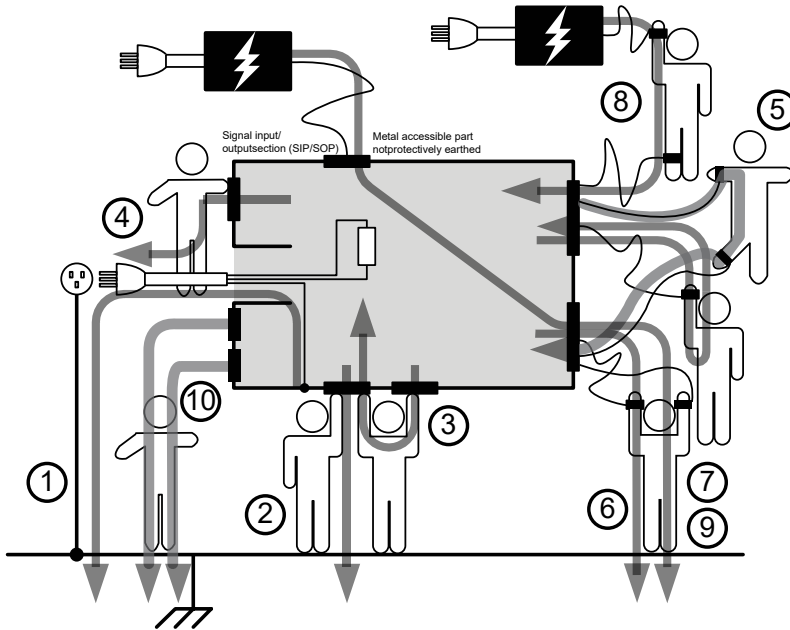 8
5
Signal input/
outputsection (SIP/SOP)
Metal accessible part
notprotectively earthed
4
10
3
1
2
6
7
9